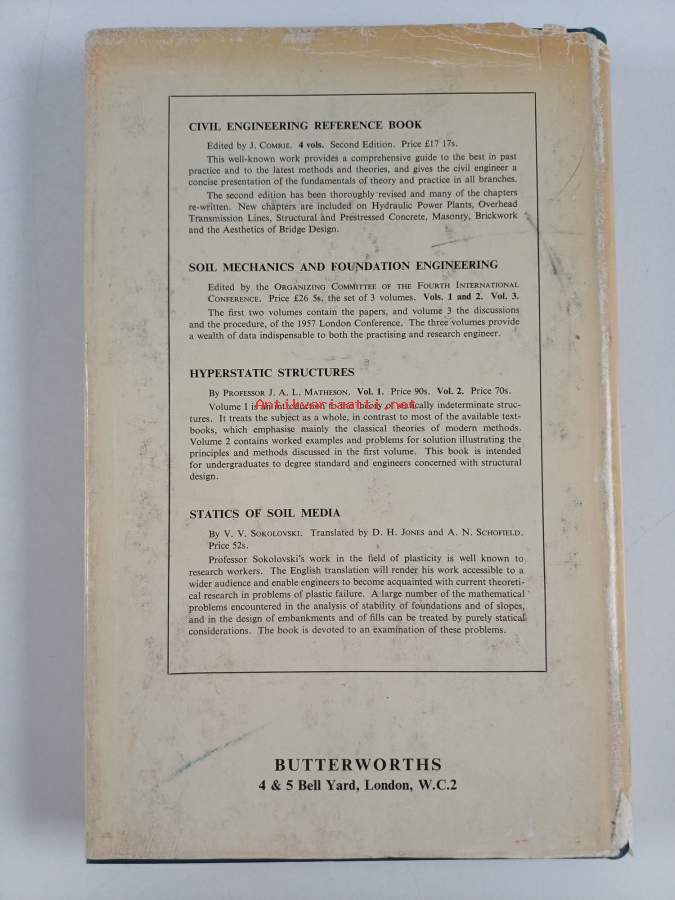 CIVIL ENGINEERING REFERENCE BOOK
Edited by J. COMRIE. 4 vols. Second Edition. Price £17 17s.
This well-known work provides a comprehensive guide to the best in past
practice and to the latest methods and theories, and gives the civil engineer a
concise presentation of the fundamentals of theory and practice in all branches.
The second edition has been thoroughly revised and many of the chapters
re-written. New chapters are included on Hydraulic Power Plants, Overhead
Transmission Lines, Structural and Prestressed Concrete, Masonry, Brickwork
and the Aesthetics of Bridge Design.
SOIL MECHANICS AND FOUNDATION ENGINEERING
Edited by the ORGANIZING COMMITTEE OF THE FOURTH INTERNATIONAL
CONFERENCE. Price £26 5s. the set of 3 volumes. Vols. 1 and 2. Vol. 3.
The first two volumes contain the papers, and volume 3 the discussions
and the procedure, of the 1957 London Conference. The three volumes provide
a wealth of data indispensable to both the practising and research engineer.
HYPERSTATIC STRUCTURES
By PROFESSOR J. A. L. MATHESON. Vol. 1. Price 90s. Vol. 2. Price 70s.
Antikvariaatti.net
Volume I is an introduction to the theory of statically indeterminate struc-
tures. It treats the subject as a whole, in contrast to most of the available text-
books, which emphasise mainly the classical theories of modern methods.
Volume 2 contains worked examples and problems for solution illustrating the
principles and methods discussed in the first volume. This book is intended
for undergraduates to degree standard and engineers concerned with structural
design.
STATICS OF SOIL MEDIA
By V. V. SOKOLOVSKI. Translated by D. H. JONES and A. N. SCHOFIELD.
Price 52s.
Professor Sokolovski's work in the field of plasticity is well known to
research workers. The English translation will render his work accessible to a
wider audience and enable engineers to become acquainted with current theoreti-
cal research in problems of plastic failure. A large number of the mathematical
problems encountered in the analysis of stability of foundations and of slopes,
and in the design of embankments and of fills can be treated by purely statical
considerations. The book is devoted to an examination of these problems.
BUTTERWORTHS
4 & 5 Bell Yard, London, W.C.2